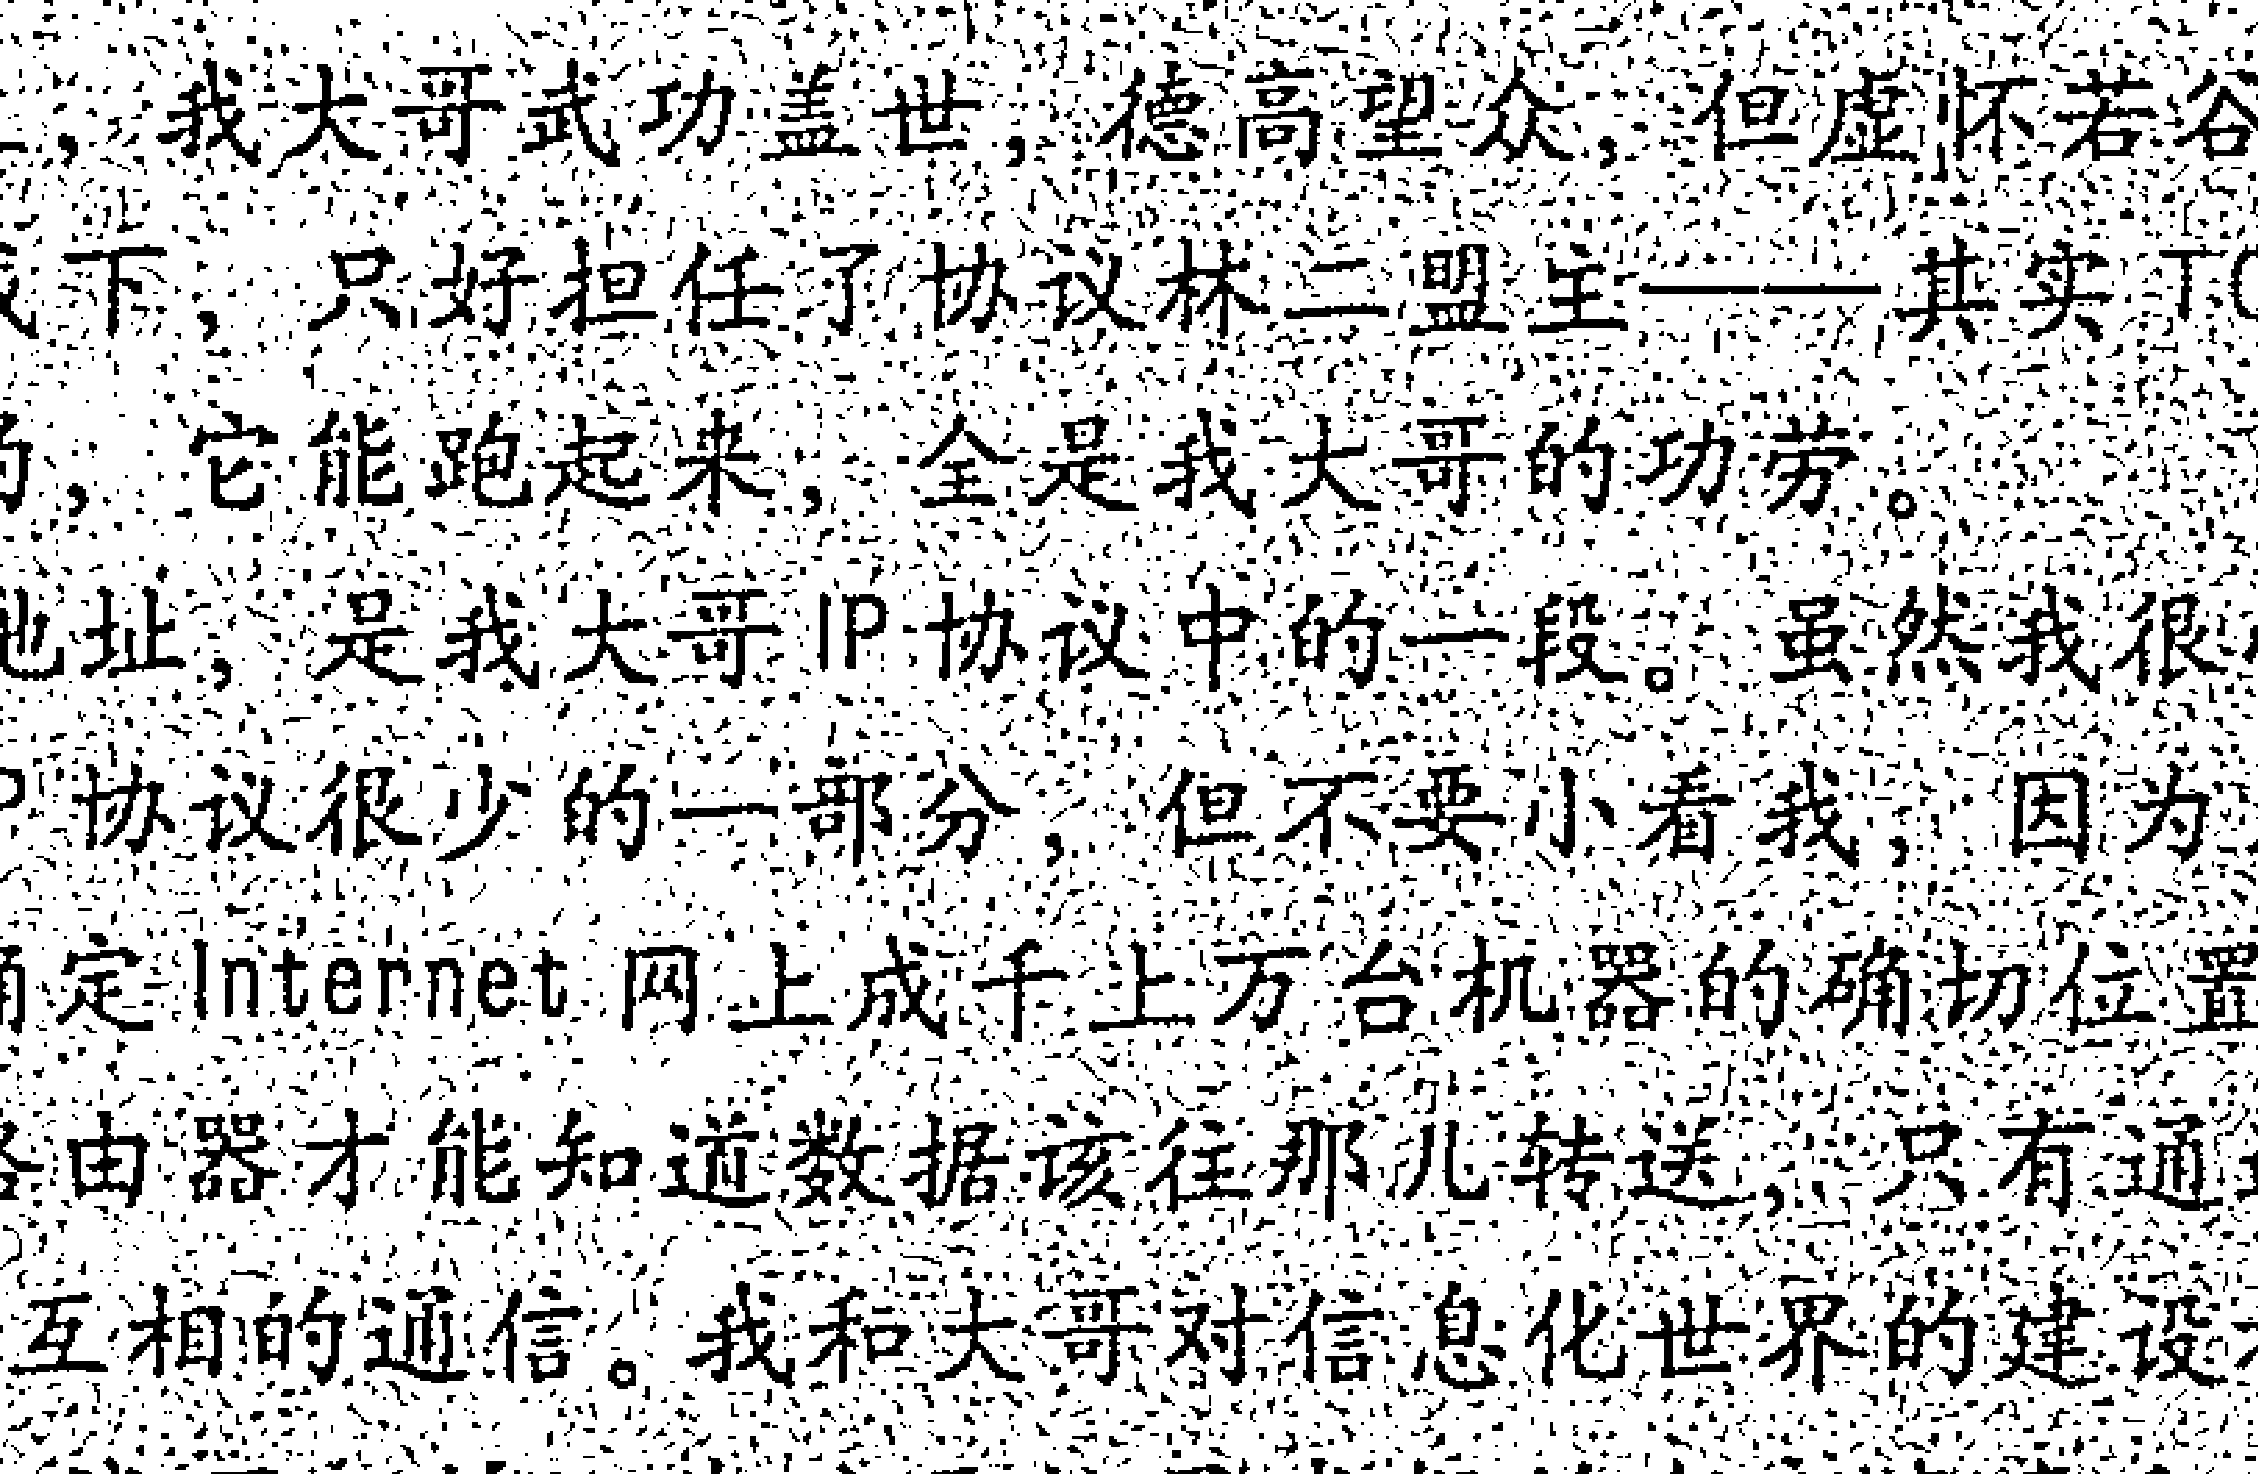 ，我大哥武功盖世，德高望众，但虚怀若谷
下，只好担任了协议林二盟主——其实TC
，它能跑起来，全是我大哥的功劳。
地址，是我大哥IP协议中的一段。虽然我很
P协议很少的一部分，但不要小看我，因为
确定Internet网上成千上万台机器的确切位置
路由器才能知道数据该往那儿转送，只有通过
互相的通信。我和大哥对信息化世界的建设